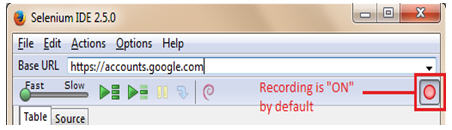 Selenium IDE 2.5.0
File Edit Actions Options Help
Base URL https://accounts.google.com
Fast Slow
Recording is "ON"
by default
Table Source